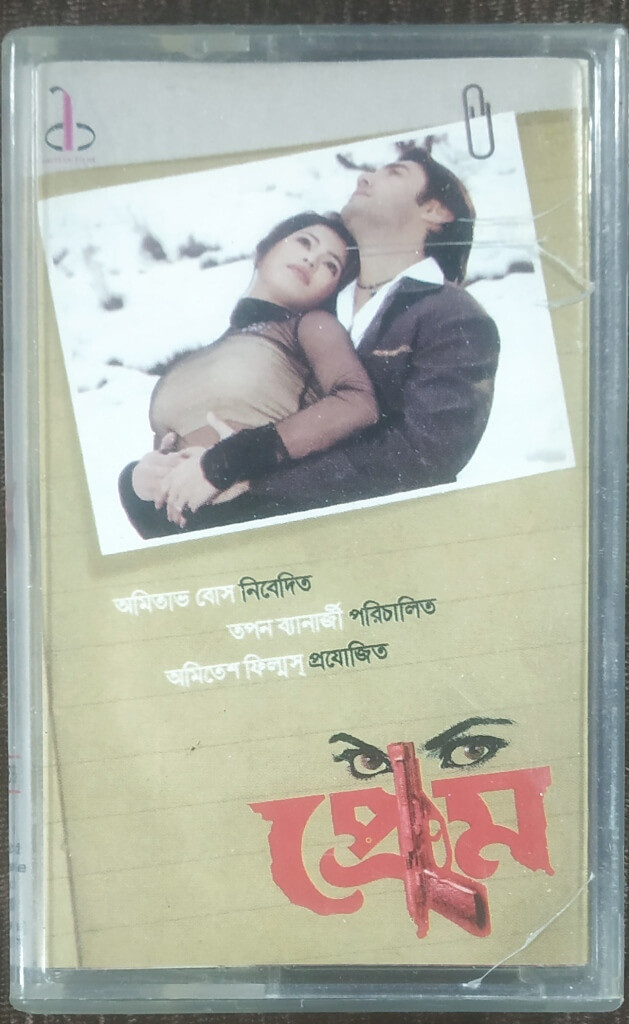 অমিতাভ বোস নিবেদিত
তপন ব্যানার্জী পরিচালিত
অমিতেশ ফিল্মস্ প্রযোজিত
প্রেম